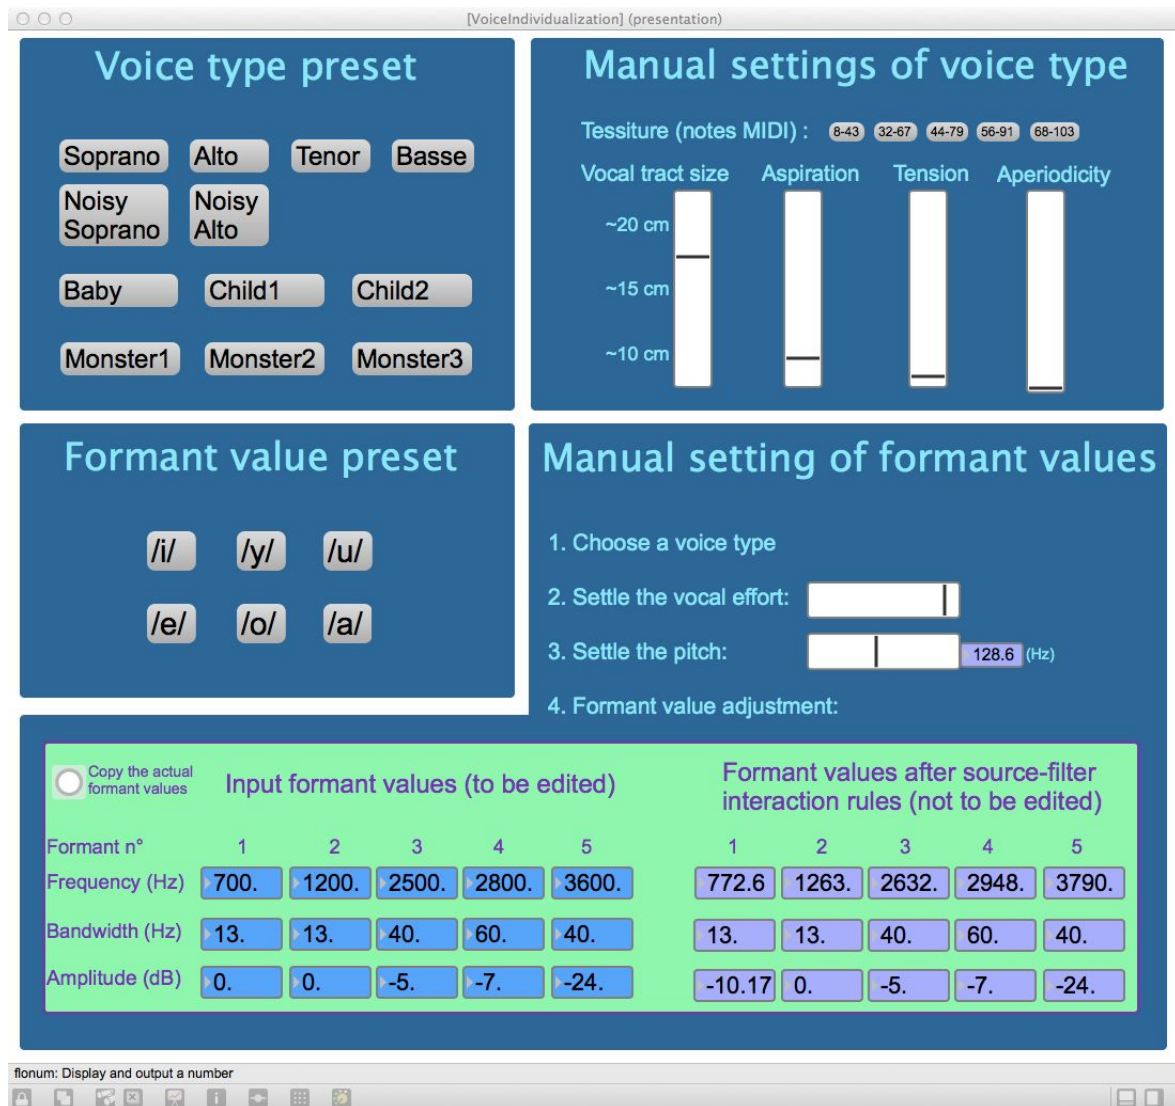 [VoiceIndividualization] (presentation)
Voice type preset
Soprano Alto Tenor Basse
Noisy Soprano Noisy Alto
Baby Child1 Child2
Monster1 Monster2 Monster3
Manual settings of voice type
Tessiture (notes MIDI) : 8-43 32-67 44-79 56-91 68-103
Vocal tract size Aspiration Tension Aperiodicity
~20 cm
~15 cm
~10 cm
Formant value preset
/i/ /y/ /u/
/e/ /o/ /a/
Manual setting of formant values
1. Choose a voice type
2. Settle the vocal effort:
3. Settle the pitch: 128.6 (Hz)
4. Formant value adjustment:
Copy the actual
formant values
Input formant values (to be edited)
Formant values after source-filter
interaction rules (not to be edited)
Formant n° 1 2 3 4 5 1 2 3 4 5
Frequency (Hz) 700. 1200. 2500. 2800. 3600. 772.6 1263. 2632. 2948. 3790.
Bandwidth (Hz) 13. 13. 40. 60. 40. 13. 13. 40. 60. 40.
Amplitude (dB) 0. 0. -5. -7. -24. -10.17 0. -5. -7. -24.
flonum: Display and output a number